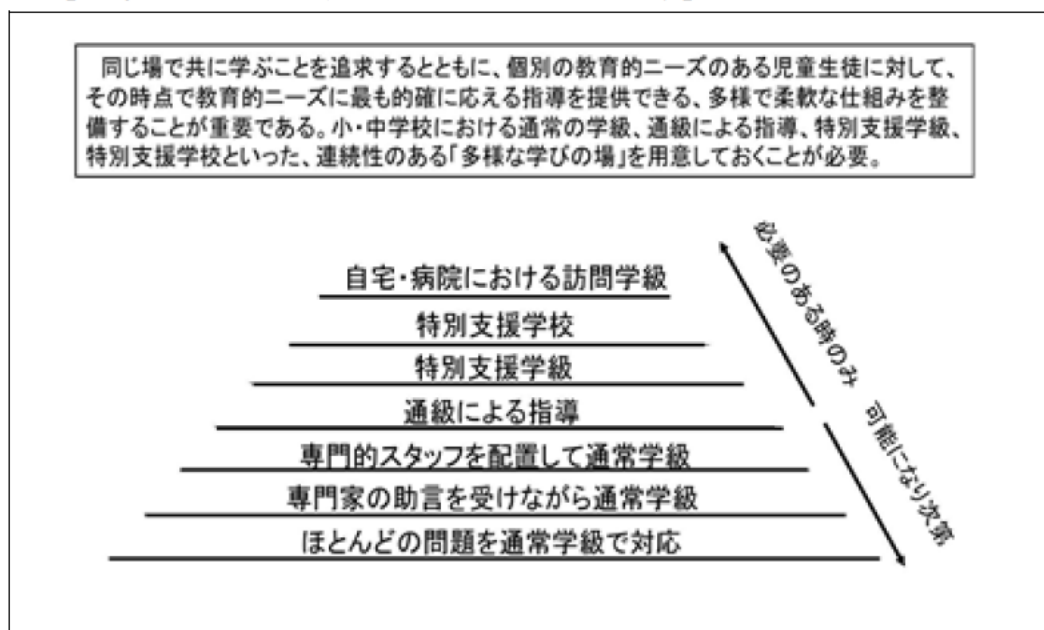 同じ場で共に学ぶことを追求するとともに、個別の教育的ニーズのある児童生徒に対して、
その時点で教育的ニーズに最も的確に応える指導を提供できる、多様で柔軟な仕組みを整
備することが重要である。小・中学校における通常の学級、通級による指導、特別支援学級、
特別支援学校といった、連続性のある「多様な学びの場」を用意しておくことが必要。
自宅・病院における訪問学級
特別支援学校
特別支援学級
通級による指導
専門的スタッフを配置して通常学級
専門家の助言を受けながら通常学級
ほとんどの問題を通常学級で対応
必要のある時のみ　可能になり次第